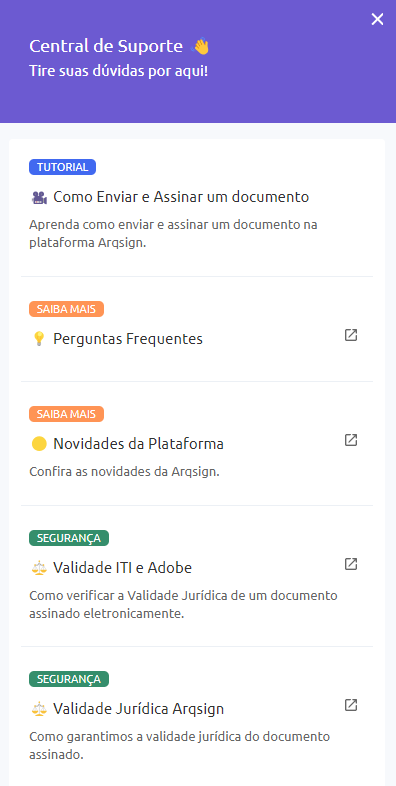 Central de Suporte 👋
Tire suas dúvidas por aqui!
TUTORIAL
🎥 Como Enviar e Assinar um documento
Aprenda como enviar e assinar um documento na
plataforma Arqsign.
SAIBA MAIS
💡 Perguntas Frequentes
SAIBA MAIS
🟡 Novidades da Plataforma
Confira as novidades da Arqsign.
SEGURANÇA
⚖️ Validade ITI e Adobe
Como verificar a Validade Jurídica de um documento
assinado eletronicamente.
SEGURANÇA
⚖️ Validade Jurídica Arqsign
Como garantimos a validade jurídica do documento
assinado.